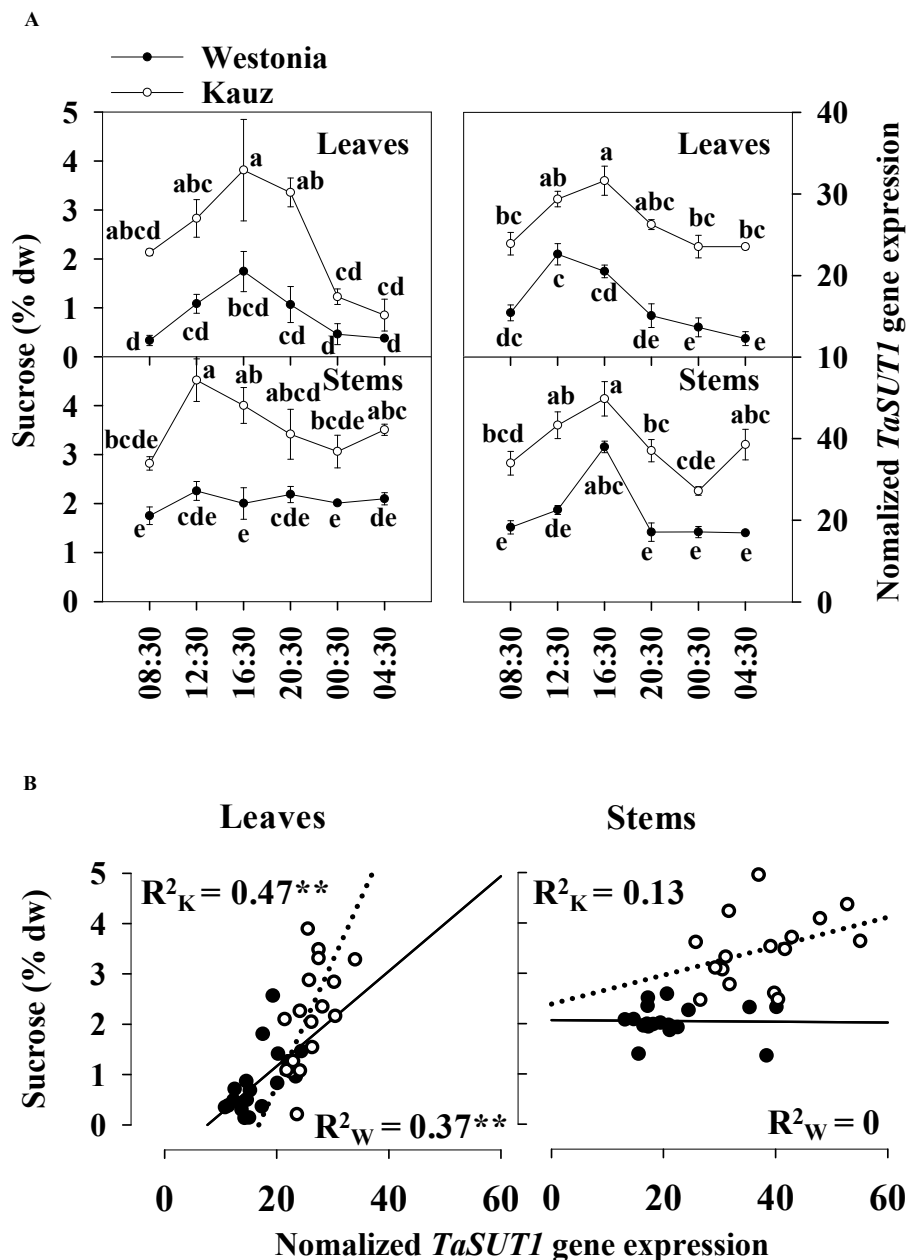 A
Westonia
Kauz
Sucrose (% dw)
5
4
3
2
1
0
Leaves
abcd
abc
a
ab
cd
cd
d
cd
bcd
cd
d
d
Leaves
bc
ab
a
abc
bc
bc
dc
c
cd
de
e
e
40
30
20
10
Nomalized TaSUT1 gene expression
4
3
2
1
0
Stems
bcde
a
ab
abcd
bcde
abc
e
cde
e
cde
e
de
Stems
bcd
ab
a
bc
cde
abc
e
de
abc
e
e
e
40
20
0
08:30
12:30
16:30
20:30
00:30
04:30
08:30
12:30
16:30
20:30
00:30
04:30
B
Leaves
Stems
Sucrose (% dw)
5
4
3
2
1
0
R²K = 0.47**
R²W = 0.37**
R²K = 0.13
R²W = 0
0
20
40
60
0
20
40
60
Nomalized TaSUT1 gene expression